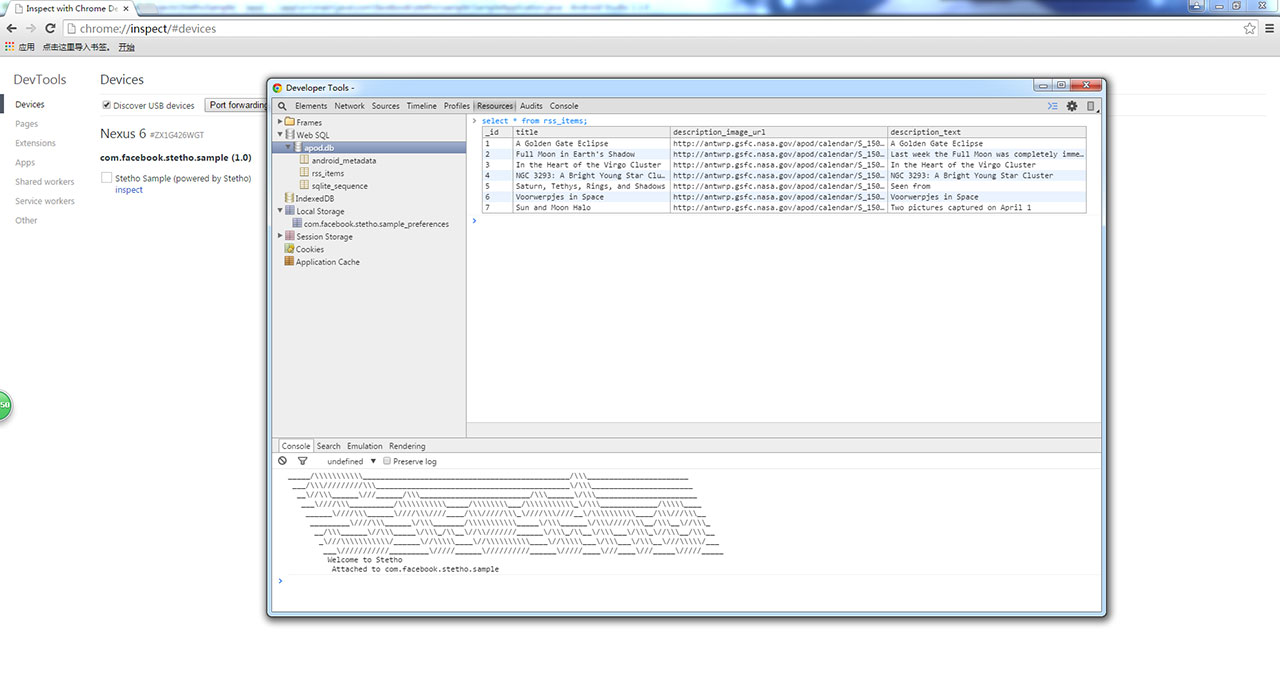 Inspect with Chrome De
chrome://inspect/#devices
应用 点击这里导入书签。 开始
DevTools
Devices
Pages
Extensions
Apps
Shared workers
Service workers
Other
Devices
Discover USB devices Port forwarding
Nexus 6 #ZX1G426WGT
com.facebook.stetho.sample (1.0)
Stetho Sample (powered by Stetho)
inspect
50
Developer Tools -
Elements Network Sources Timeline Profiles Resources Audits Console
Frames
Web SQL
apod.db
android_metadata
rss_items
sqlite_sequence
IndexedDB
Local Storage
com.facebook.stetho.sample_preferences
Session Storage
Cookies
Application Cache
> select * from rss_items;
_id title description_image_url description_text
1 A Golden Gate Eclipse http://antwrp.gsfc.nasa.gov/apod/calendar/S_150… A Golden Gate Eclipse
2 Full Moon in Earth's Shadow http://antwrp.gsfc.nasa.gov/apod/calendar/S_150… Last week the Full Moon was completely imme…
3 In the Heart of the Virgo Cluster http://antwrp.gsfc.nasa.gov/apod/calendar/S_150… In the Heart of the Virgo Cluster
4 NGC 3293: A Bright Young Star Clu… http://antwrp.gsfc.nasa.gov/apod/calendar/S_150… NGC 3293: A Bright Young Star Cluster
5 Saturn, Tethys, Rings, and Shadows http://antwrp.gsfc.nasa.gov/apod/calendar/S_150… Seen from
6 Voorwerpjes in Space http://antwrp.gsfc.nasa.gov/apod/calendar/S_150… Voorwerpjes in Space
7 Sun and Moon Halo http://antwrp.gsfc.nasa.gov/apod/calendar/S_150… Two pictures captured on April 1
>
Console Search Emulation Rendering
undefined Preserve log
Welcome to Stetho
Attached to com.facebook.stetho.sample
>